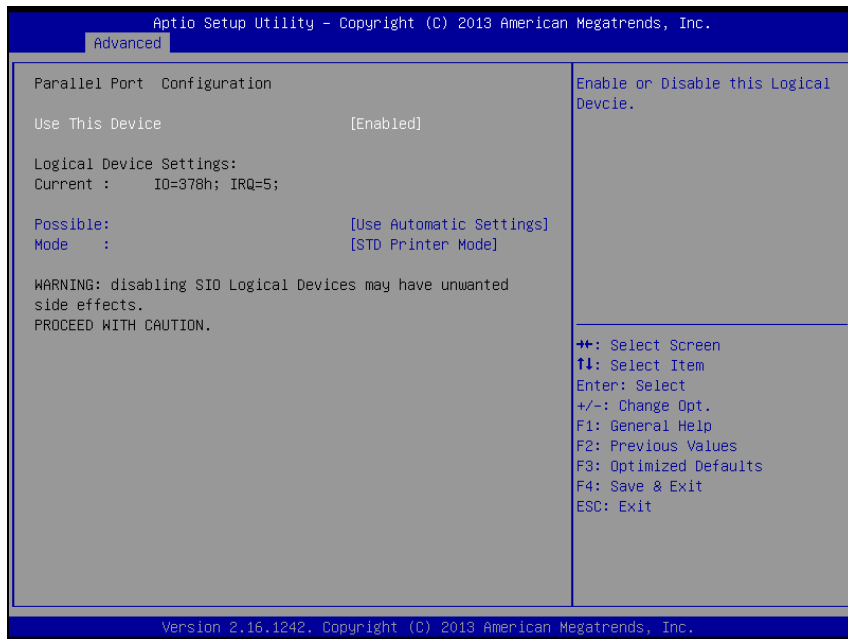 Aptio Setup Utility – Copyright (C) 2013 American Megatrends, Inc.
Advanced
Parallel Port  Configuration
Use This Device [Enabled]
Logical Device Settings:
Current : IO=378h; IRQ=5;
Possible: [Use Automatic Settings]
Mode : [STD Printer Mode]
WARNING: disabling SIO Logical Devices may have unwanted
side effects.
PROCEED WITH CAUTION.
Enable or Disable this Logical
Devcie.
→←: Select Screen
↑↓: Select Item
Enter: Select
+/-: Change Opt.
F1: General Help
F2: Previous Values
F3: Optimized Defaults
F4: Save & Exit
ESC: Exit
Version 2.16.1242. Copyright (C) 2013 American Megatrends, Inc.